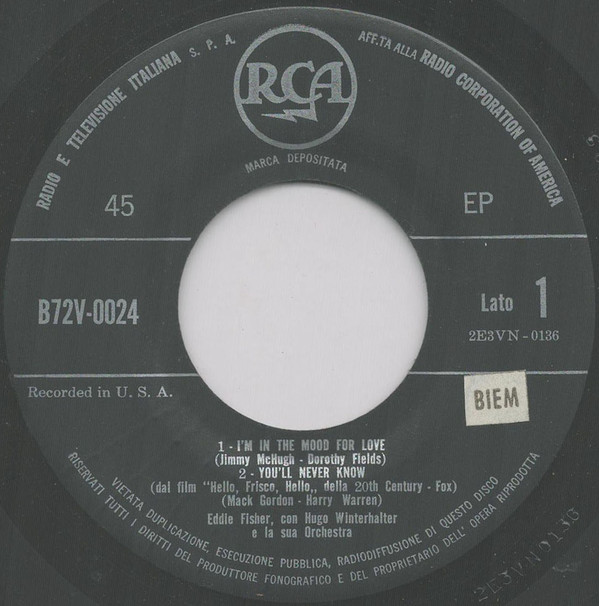 RADIO E TELEVISIONE ITALIANA S. P. A.
AFF.TA ALLA RADIO CORPORATION OF AMERICA
RCA
MARCA DEPOSITATA
45
EP
B72V-0024
Lato 1
2E3VN-0136
Recorded in U. S. A.
BIEM
1 - I'M IN THE MOOD FOR LOVE
(Jimmy McHugh - Dorothy Fields)
2 - YOU'LL NEVER KNOW
(dal film "Hello, Frisco, Hello,, della 20th Century - Fox)
(Mack Gordon - Harry Warren)
Eddie Fisher, con Hugo Winterhalter
e la sua Orchestra
VIETATA DUPLICAZIONE, ESECUZIONE PUBBLICA, RADIODIFFUSIONE DI QUESTO DISCO
RISERVATI TUTTI I DIRITTI DEL PRODUTTORE FONOGRAFICO E DEL PROPRIETARIO DELL' OPERA RIPRODOTTA
2E3VN0136